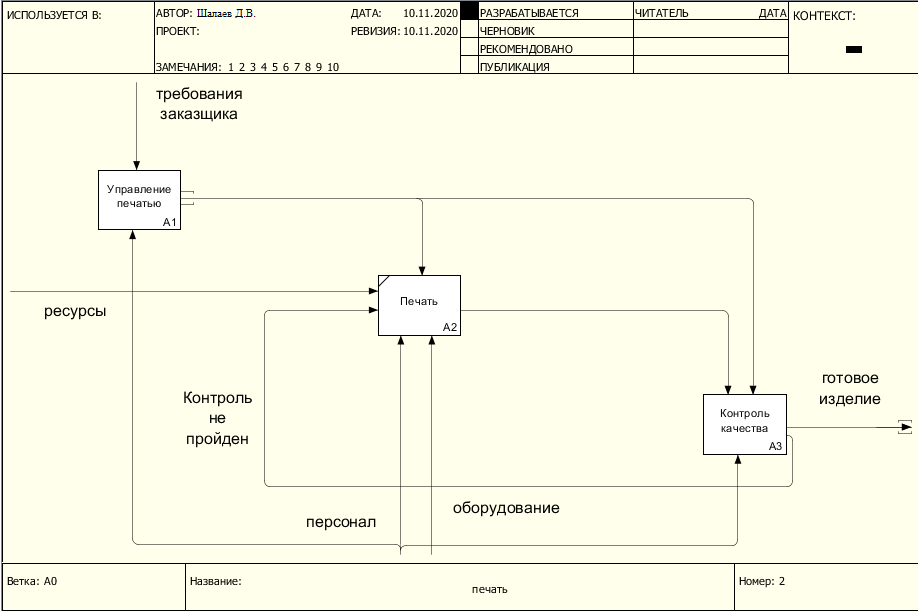 ИСПОЛЬЗУЕТСЯ В:
АВТОР: Шалаев Д.В.
ДАТА: 10.11.2020
РАЗРАБАТЫВАЕТСЯ
ЧИТАТЕЛЬ ДАТА
КОНТЕКСТ:
ПРОЕКТ:
РЕВИЗИЯ: 10.11.2020
ЧЕРНОВИК
РЕКОМЕНДОВАНО
ЗАМЕЧАНИЯ: 1 2 3 4 5 6 7 8 9 10
ПУБЛИКАЦИЯ
требования
заказщика
Управление
печатью
A1
ресурсы
Печать
A2
Контроль
не
пройден
готовое
изделие
Контроль
качества
A3
оборудование
персонал
Ветка: A0
Название:
печать
Номер: 2